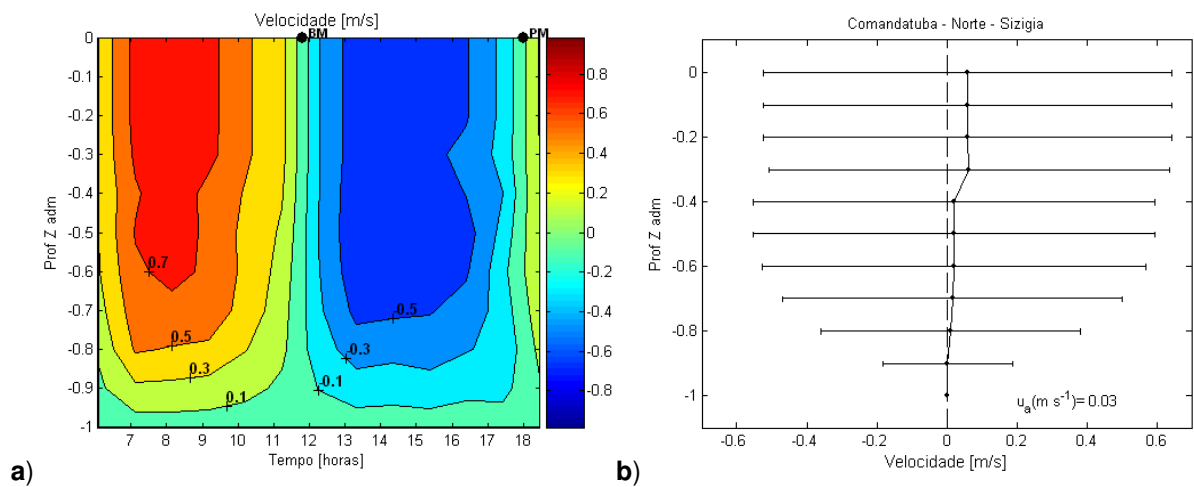 Velocidade [m/s]
BM
PM
0
-0.1
-0.2
-0.3
-0.4
-0.5
-0.6
-0.7
-0.8
-0.9
-1
Prof Z adm
0.7
0.5
0.3
0.1
-0.5
-0.3
-0.1
7 8 9 10 11 12 13 14 15 16 17 18
Tempo [horas]
0.8
0.6
0.4
0.2
0
-0.2
-0.4
-0.6
-0.8
a)
Comandatuba - Norte - Sizigia
0
-0.2
-0.4
-0.6
-0.8
-1
Prof Z adm
u_a(m s⁻¹)= 0.03
-0.6 -0.4 -0.2 0 0.2 0.4 0.6
Velocidade [m/s]
b)